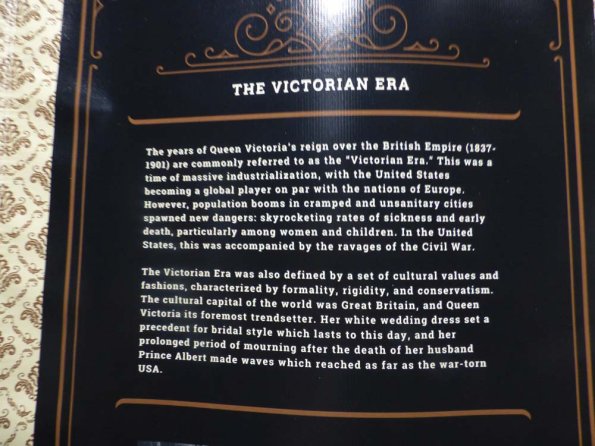 THE VICTORIAN ERA
The years of Queen Victoria's reign over the British Empire (1837-
1901) are commonly referred to as the "Victorian Era." This was a
time of massive industrialization, with the United States
becoming a global player on par with the nations of Europe.
However, population booms in cramped and unsanitary cities
spawned new dangers: skyrocketing rates of sickness and early
death, particularly among women and children. In the United
States, this was accompanied by the ravages of the Civil War.
The Victorian Era was also defined by a set of cultural values and
fashions, characterized by formality, rigidity, and conservatism.
The cultural capital of the world was Great Britain, and Queen
Victoria its foremost trendsetter. Her white wedding dress set a
precedent for bridal style which lasts to this day, and her
prolonged period of mourning after the death of her husband
Prince Albert made waves which reached as far as the war-torn
USA.